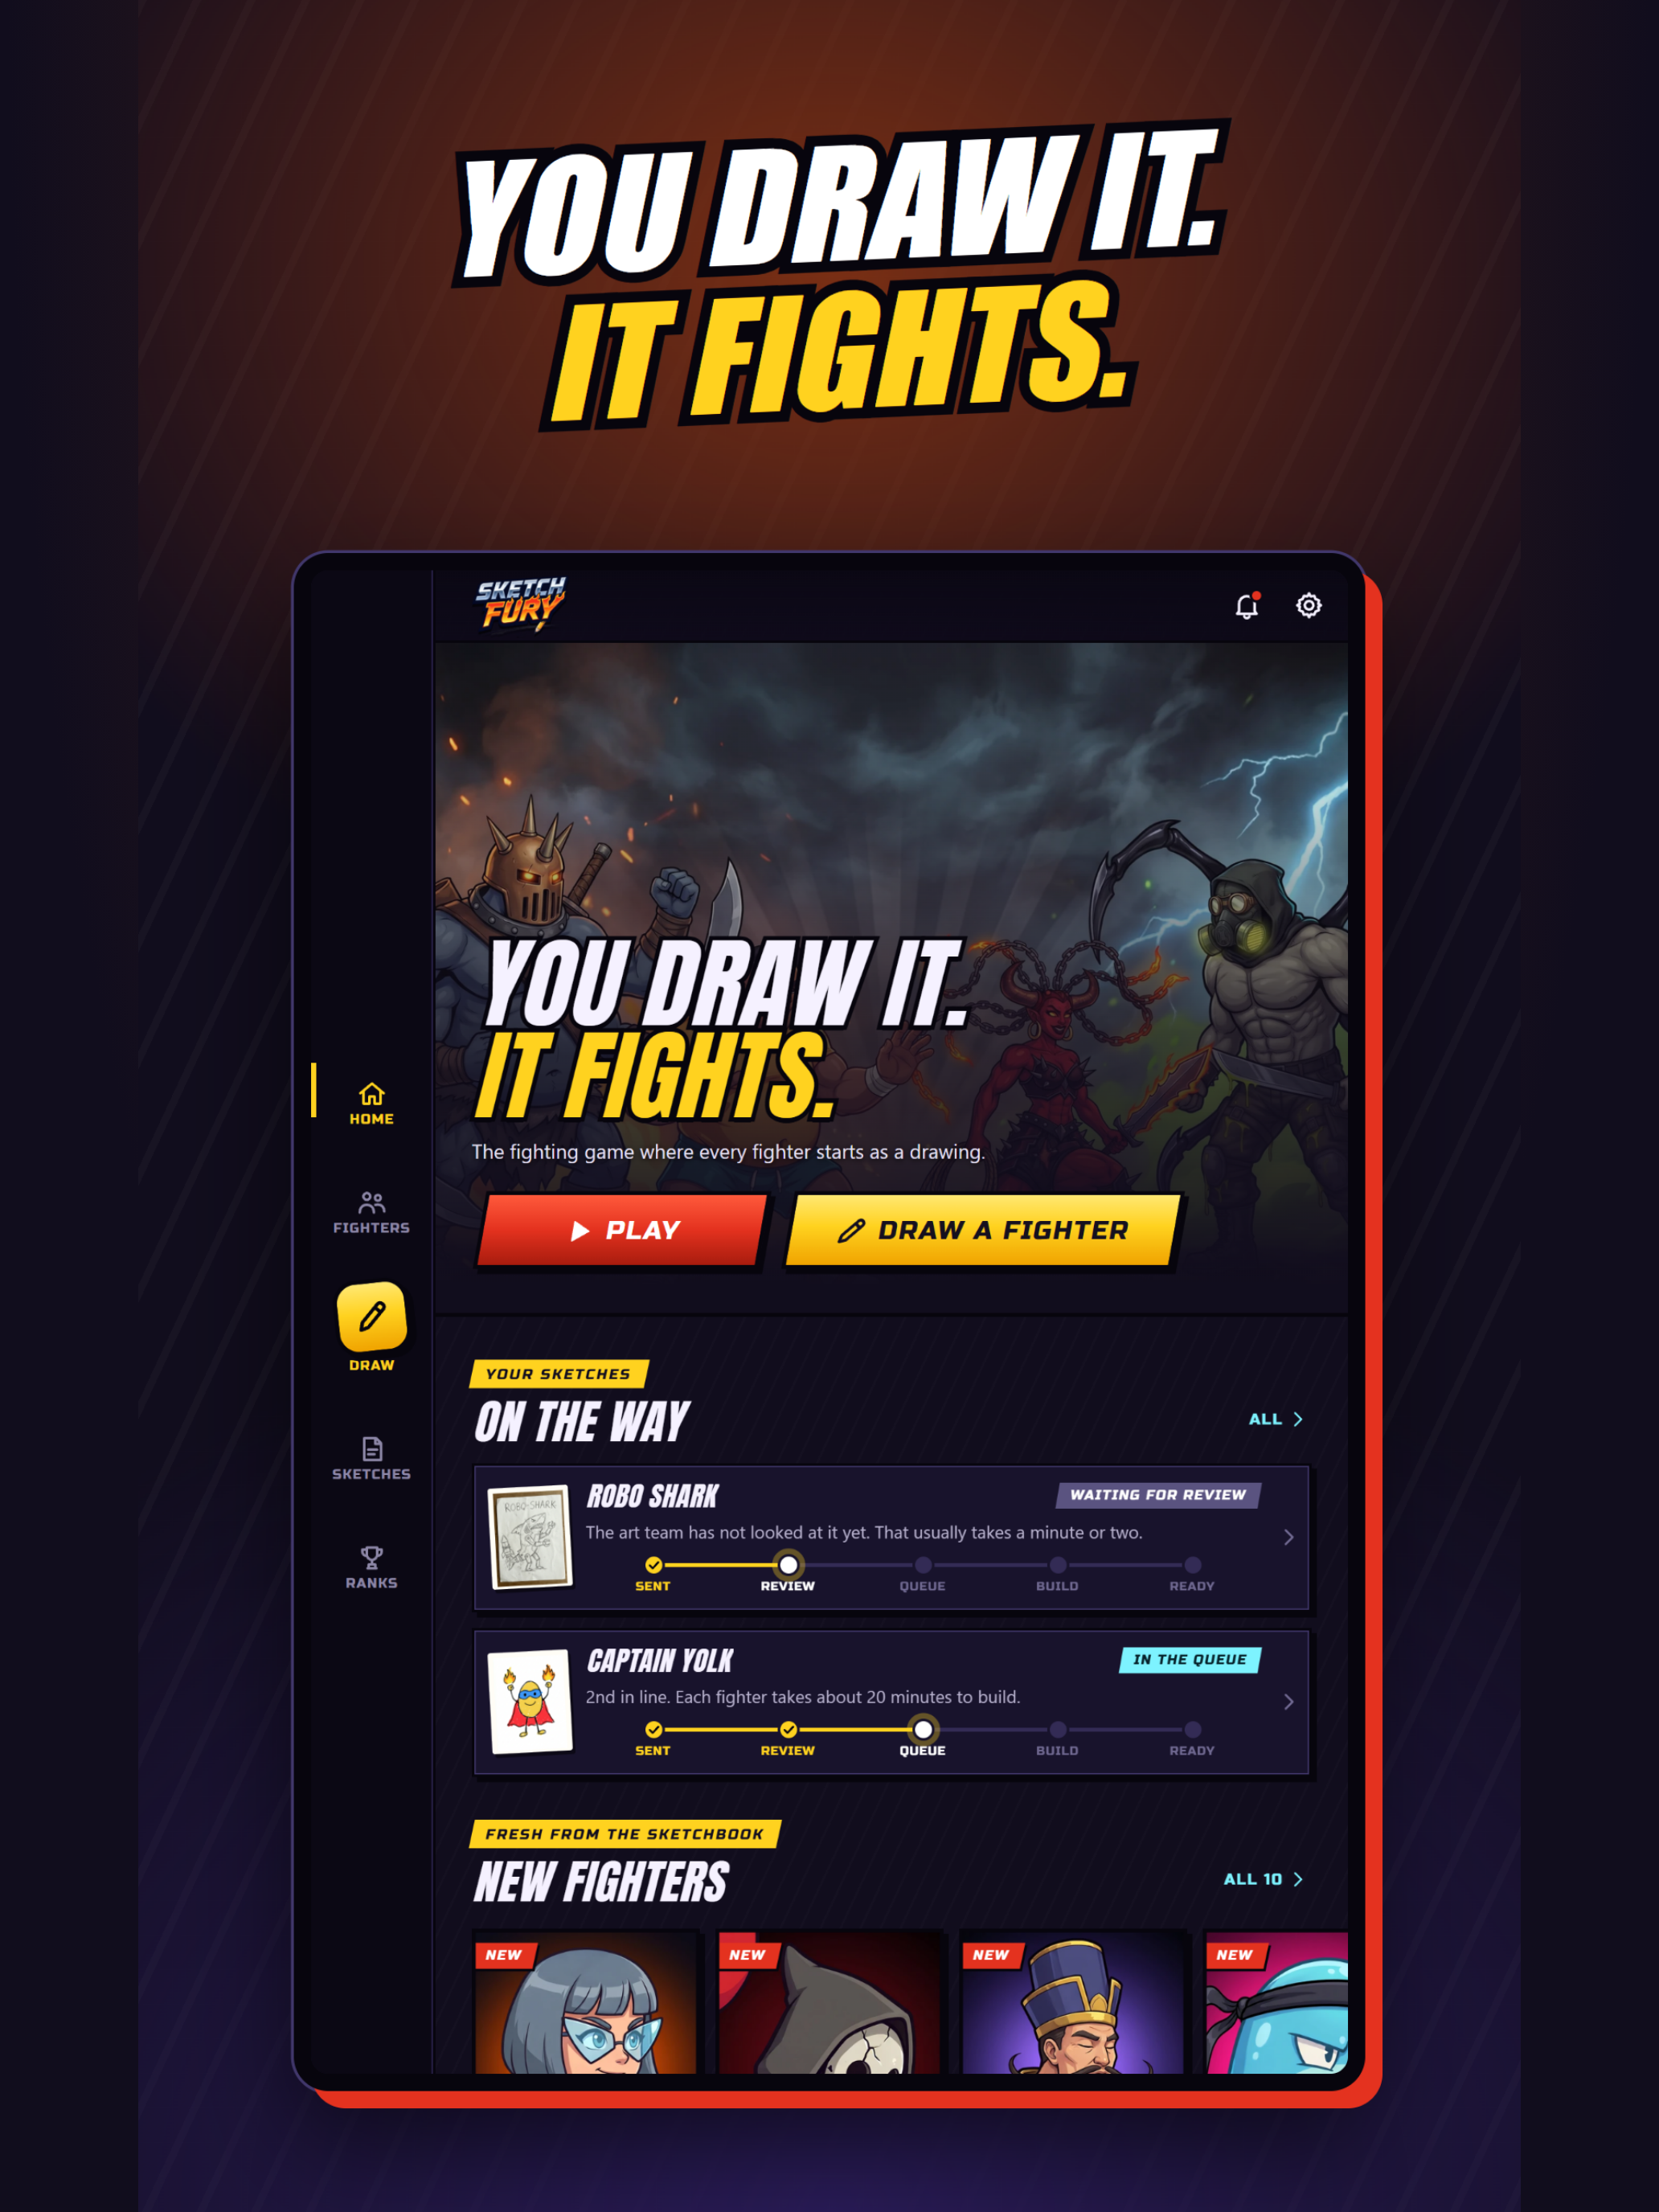 YOU DRAW IT.
IT FIGHTS.
SKETCH
FURY
YOU DRAW IT.
IT FIGHTS.
The fighting game where every fighter starts as a drawing.
PLAY
DRAW A FIGHTER
HOME
FIGHTERS
DRAW
SKETCHES
RANKS
YOUR SKETCHES
ON THE WAY
ALL
ROBO-SHARK
ROBO SHARK
WAITING FOR REVIEW
The art team has not looked at it yet. That usually takes a minute or two.
SENT REVIEW QUEUE BUILD READY
CAPTAIN YOLK
IN THE QUEUE
2nd in line. Each fighter takes about 20 minutes to build.
SENT REVIEW QUEUE BUILD READY
FRESH FROM THE SKETCHBOOK
NEW FIGHTERS
ALL 10
NEW
NEW
NEW
NEW